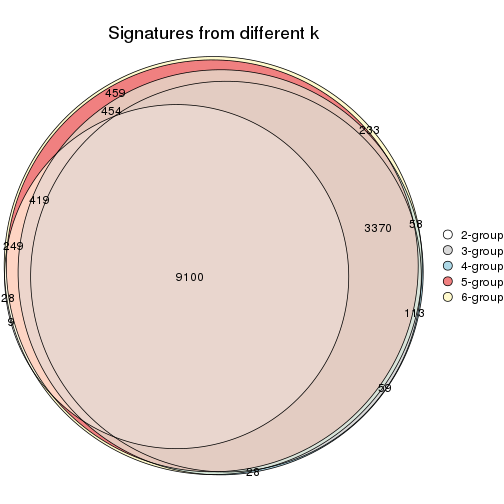 Signatures from different k
459
454
233
419
3370
58
2-group
249
3-group
9100
4-group
5-group
28
6-group
113
9
59
28